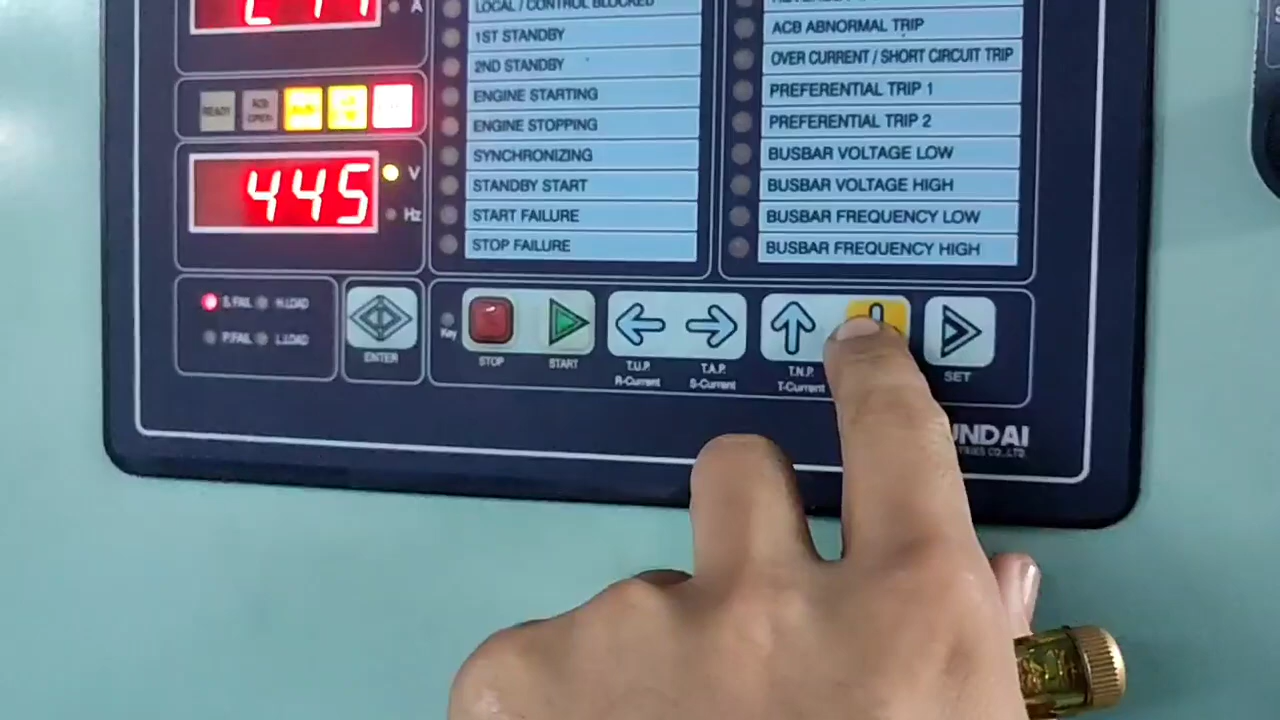 A
LOCAL / CONTROL BLOCKED
1ST STANDBY
2ND STANDBY
ENGINE STARTING
ENGINE STOPPING
SYNCHRONIZING
STANDBY START
START FAILURE
STOP FAILURE
ACB ABNORMAL TRIP
OVER CURRENT / SHORT CIRCUIT TRIP
PREFERENTIAL TRIP 1
PREFERENTIAL TRIP 2
BUSBAR VOLTAGE LOW
BUSBAR VOLTAGE HIGH
BUSBAR FREQUENCY LOW
BUSBAR FREQUENCY HIGH
READY
ACB OPEN
445
V
Hz
S.FAIL
H.LOAD
P.FAIL
L.LOAD
ENTER
Key
STOP
START
T.U.P.
R-Current
T.A.P.
S-Current
T.N.P.
T-Current
SET
UNDAI
CO.,LTD.